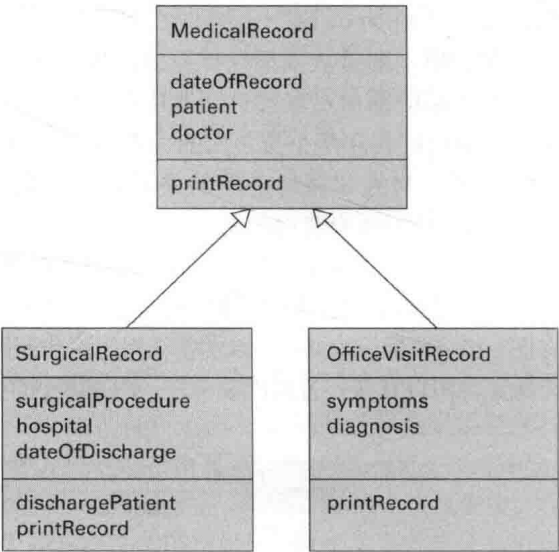 MedicalRecord
dateOfRecord
patient
doctor
printRecord
SurgicalRecord
surgicalProcedure
hospital
dateOfDischarge
dischargePatient
printRecord
OfficeVisitRecord
symptoms
diagnosis
printRecord